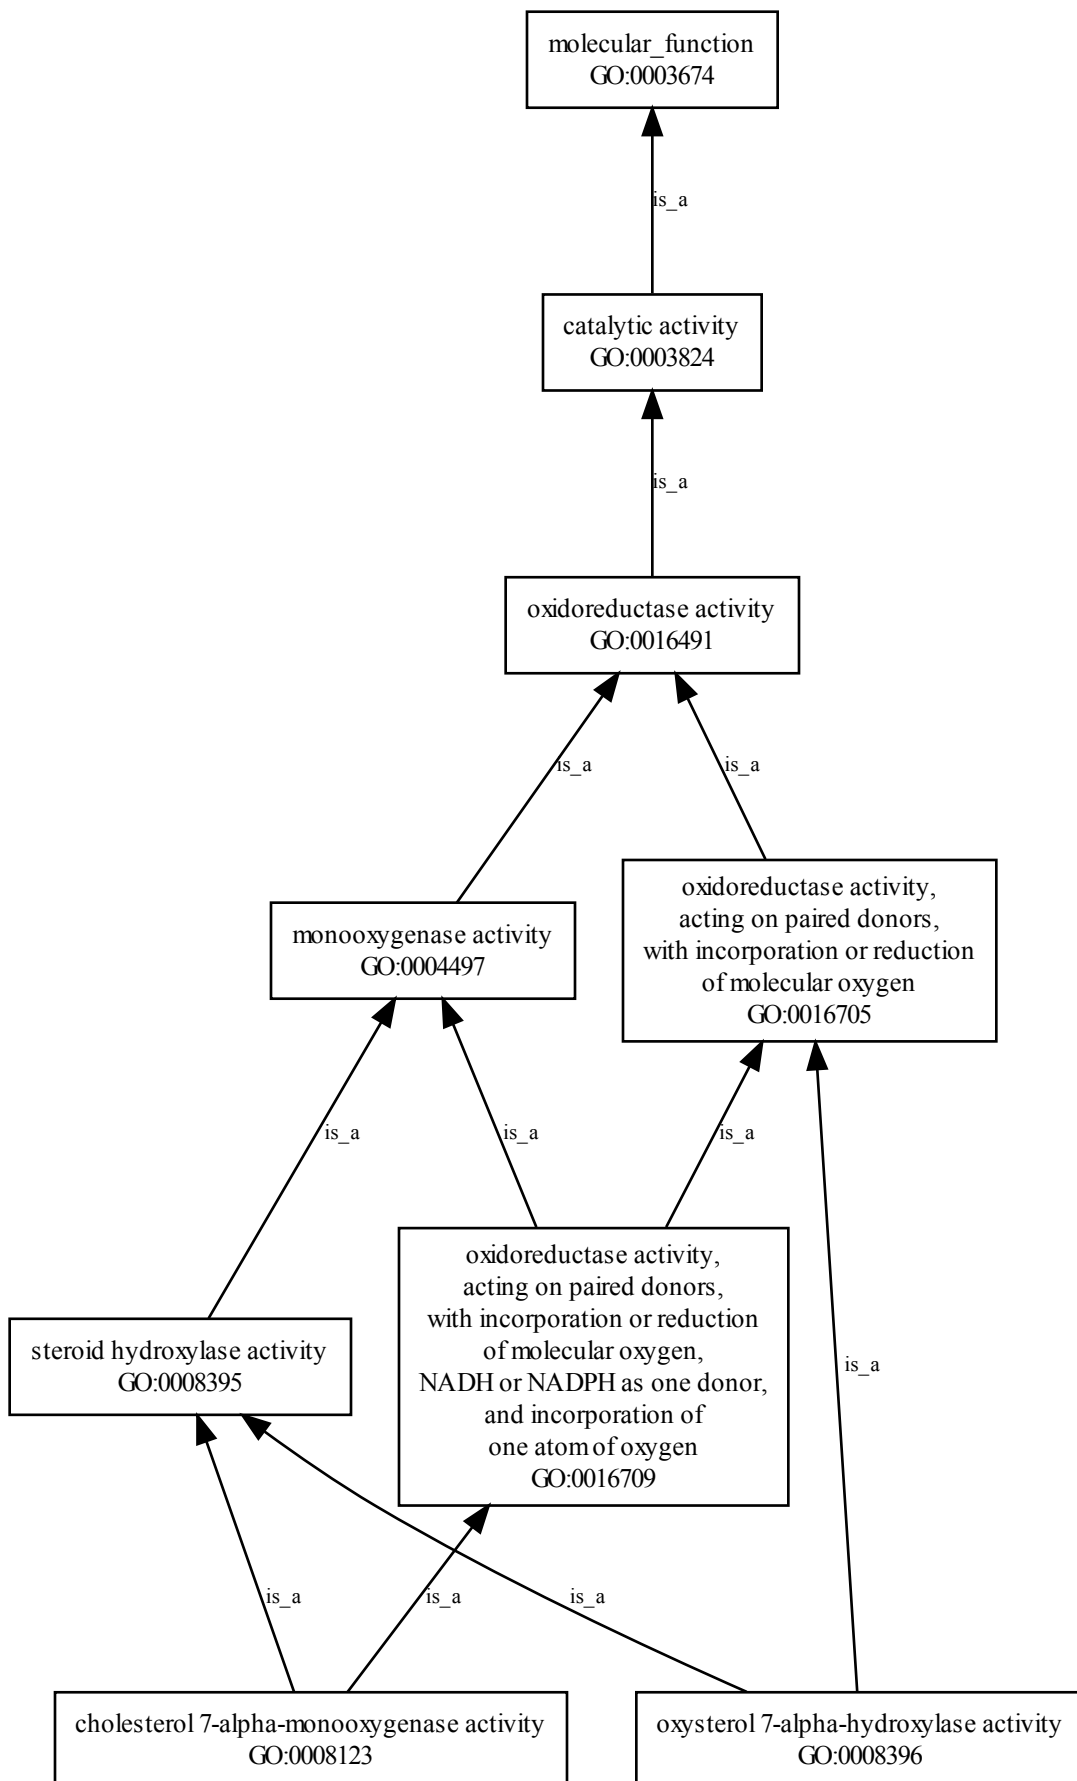 molecular_function
GO:0003674
is_a
catalytic activity
GO:0003824
is_a
oxidoreductase activity
GO:0016491
is_a
is_a
monooxygenase activity
GO:0004497
oxidoreductase activity,
acting on paired donors,
with incorporation or reduction
of molecular oxygen
GO:0016705
is_a
is_a
is_a
steroid hydroxylase activity
GO:0008395
oxidoreductase activity,
acting on paired donors,
with incorporation or reduction
of molecular oxygen,
NADH or NADPH as one donor,
and incorporation of
one atom of oxygen
GO:0016709
is_a
is_a
is_a
is_a
cholesterol 7-alpha-monooxygenase activity
GO:0008123
oxysterol 7-alpha-hydroxylase activity
GO:0008396